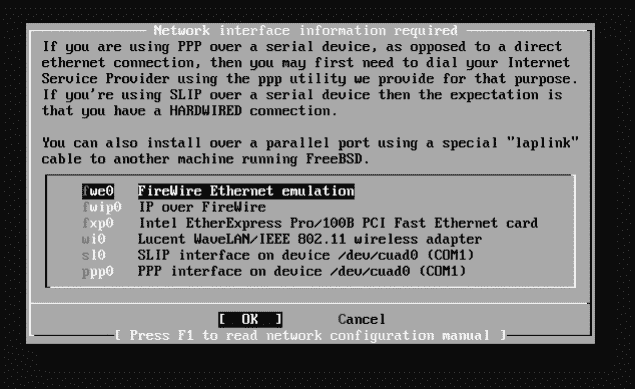 Network interface information required
If you are using PPP over a serial device, as opposed to a direct
ethernet connection, then you may first need to dial your Internet
Service Provider using the ppp utility we provide for that purpose.
If you're using SLIP over a serial device then the expectation is
that you have a HARDWIRED connection.
You can also install over a parallel port using a special "laplink"
cable to another machine running FreeBSD.
fwe0 FireWire Ethernet emulation
fwip0 IP over FireWire
fxp0 Intel EtherExpress Pro/100B PCI Fast Ethernet card
wi0 Lucent WaveLAN/IEEE 802.11 wireless adapter
sl0 SLIP interface on device /dev/cuad0 (COM1)
ppp0 PPP interface on device /dev/cuad0 (COM1)
[ OK ] Cancel
[ Press F1 to read network configuration manual ]